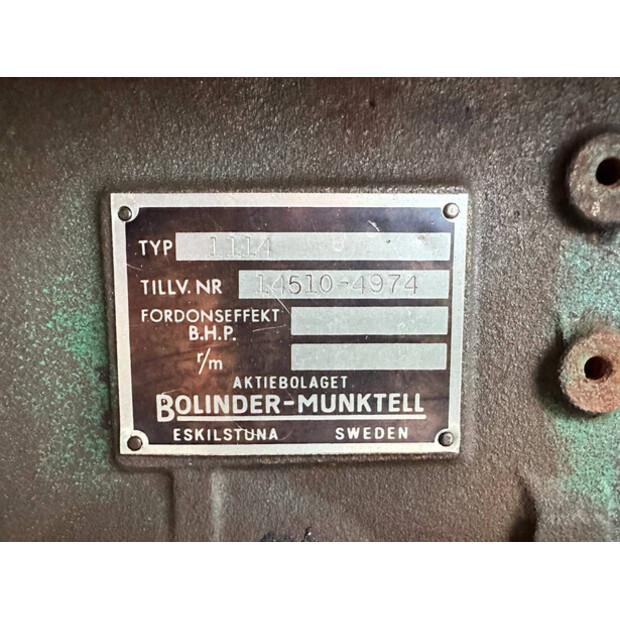 TYP 1114 B
TILLV. NR 14510-4974
FORDONSEFFEKT
B.H.P.
r/m
AKTIEBOLAGET
BOLINDER-MUNKTELL
ESKILSTUNA SWEDEN